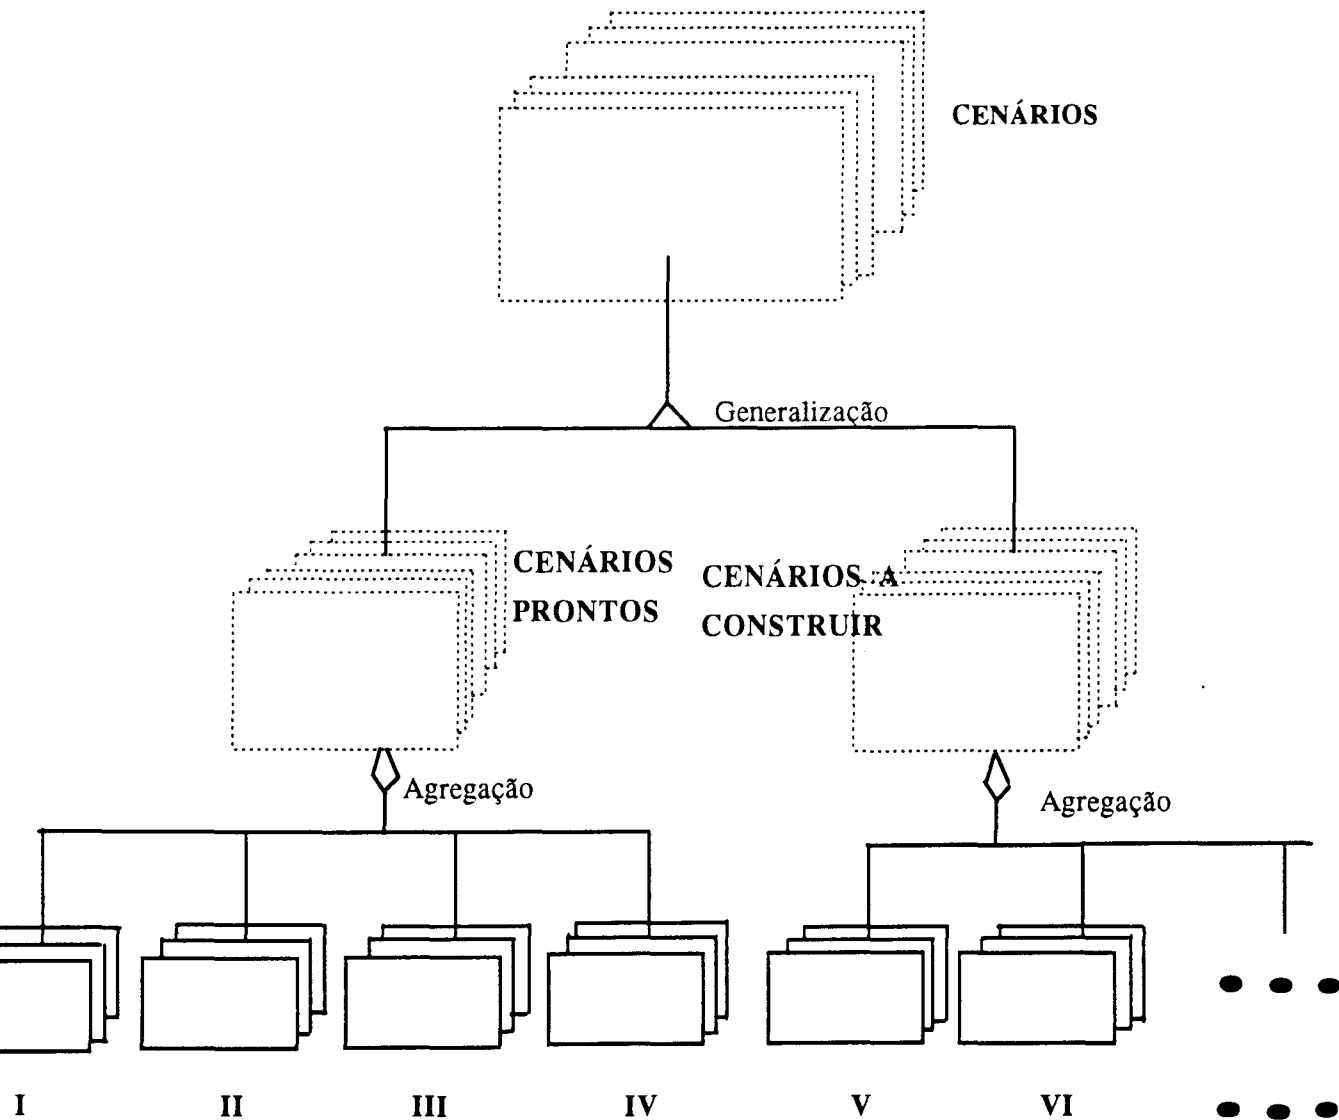 CENÁRIOS
Generalização
CENÁRIOS
PRONTOS
CENÁRIOS A
CONSTRUIR
Agregação
Agregação
I II III IV V VI